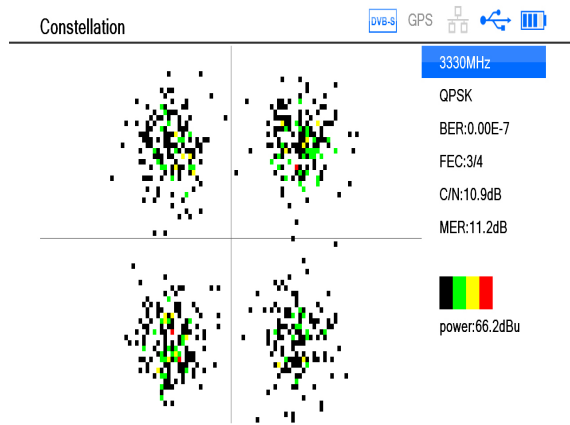 Constellation
DVB-S GPS
3330MHz
QPSK
BER:0.00E-7
FEC:3/4
C/N:10.9dB
MER:11.2dB
power:66.2dBu